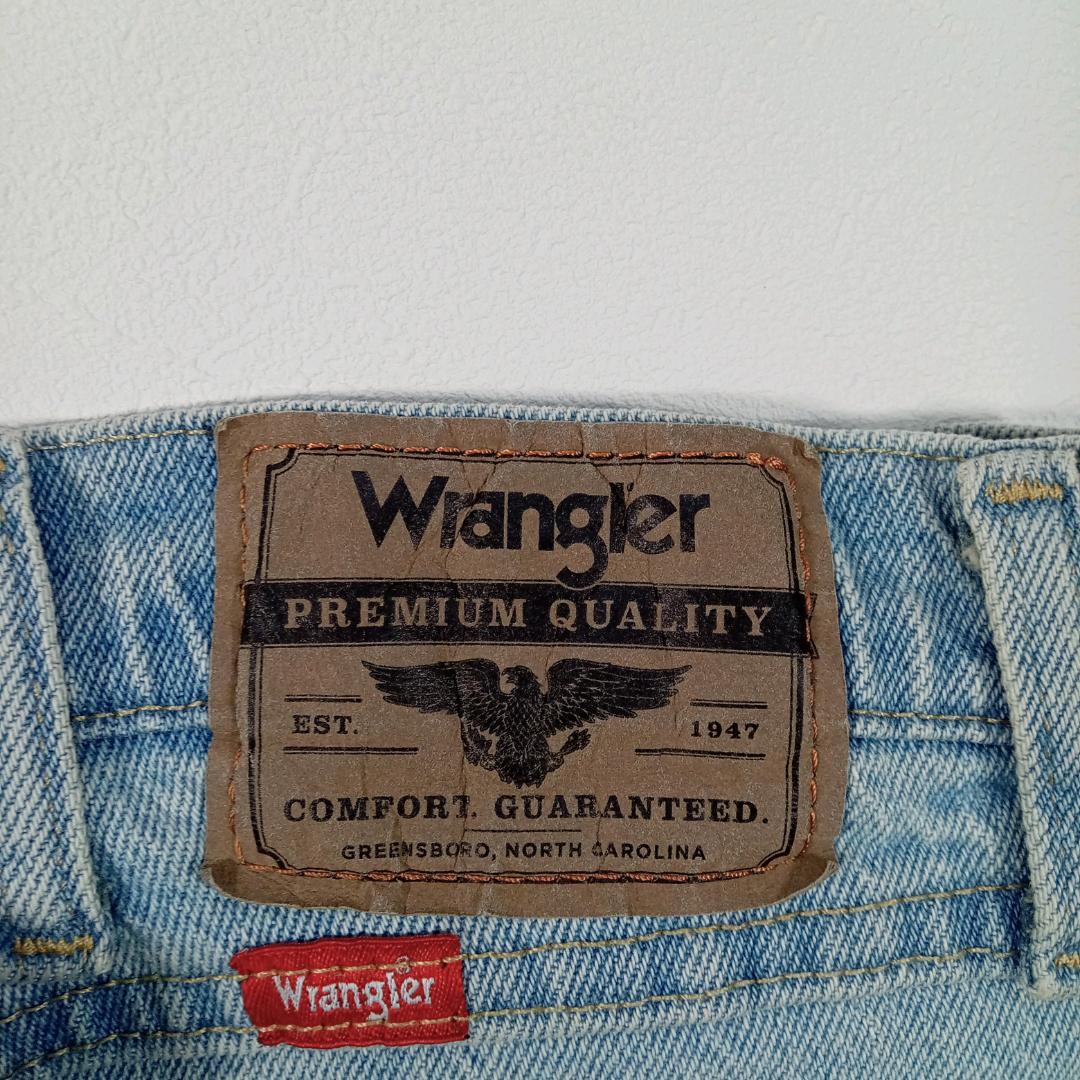 Wrangler
PREMIUM QUALITY
EST. 1947
COMFORT. GUARANTEED.
GREENSBORO, NORTH CAROLINA
Wrangler®